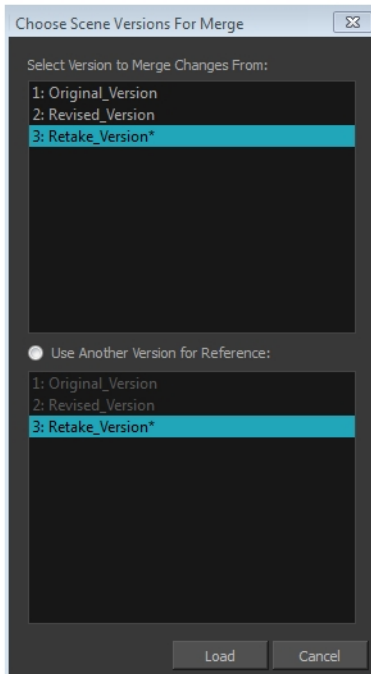 Choose Scene Versions For Merge
Select Version to Merge Changes From:
1: Original_Version
2: Revised_Version
3: Retake_Version*
Use Another Version for Reference:
1: Original_Version
2: Revised_Version
3: Retake_Version*
Load Cancel